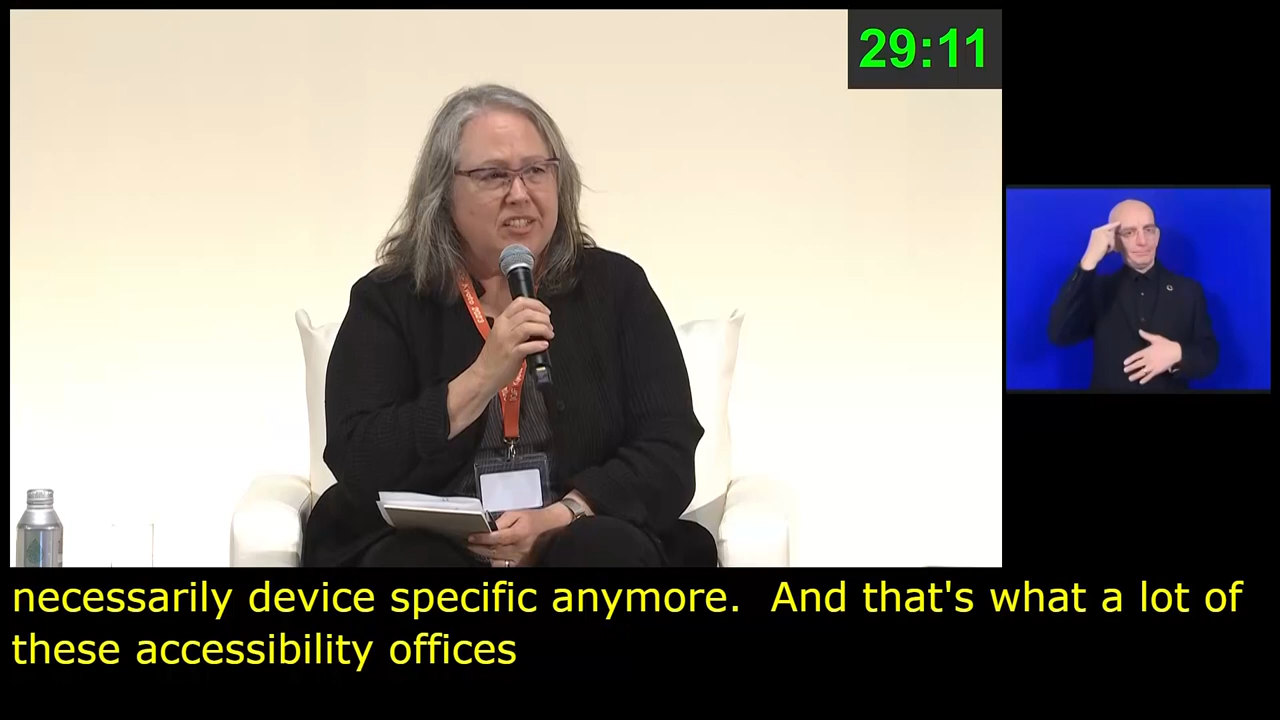 29:11
necessarily device specific anymore.  And that's what a lot of
these accessibility offices